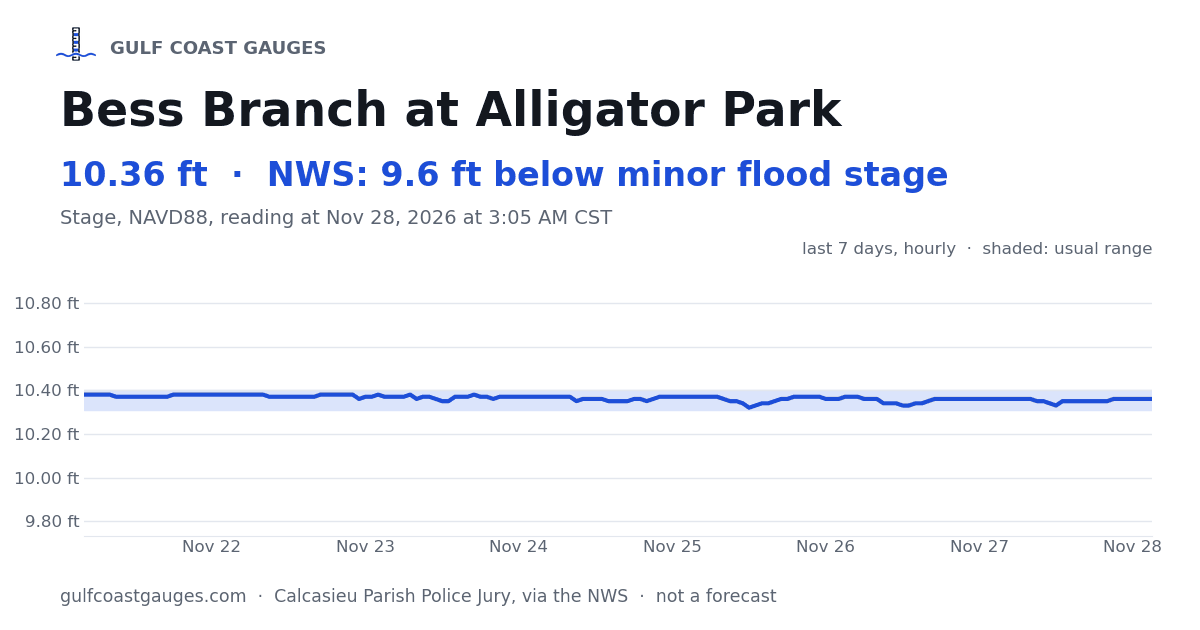 GULF COAST GAUGES
Bess Branch at Alligator Park
10.36 ft · NWS: 9.6 ft below minor flood stage
Stage, NAVD88, reading at Nov 28, 2026 at 3:05 AM CST
last 7 days, hourly · shaded: usual range
10.80 ft
10.60 ft
10.40 ft
10.20 ft
10.00 ft
9.80 ft
Nov 22 Nov 23 Nov 24 Nov 25 Nov 26 Nov 27 Nov 28
gulfcoastgauges.com · Calcasieu Parish Police Jury, via the NWS · not a forecast